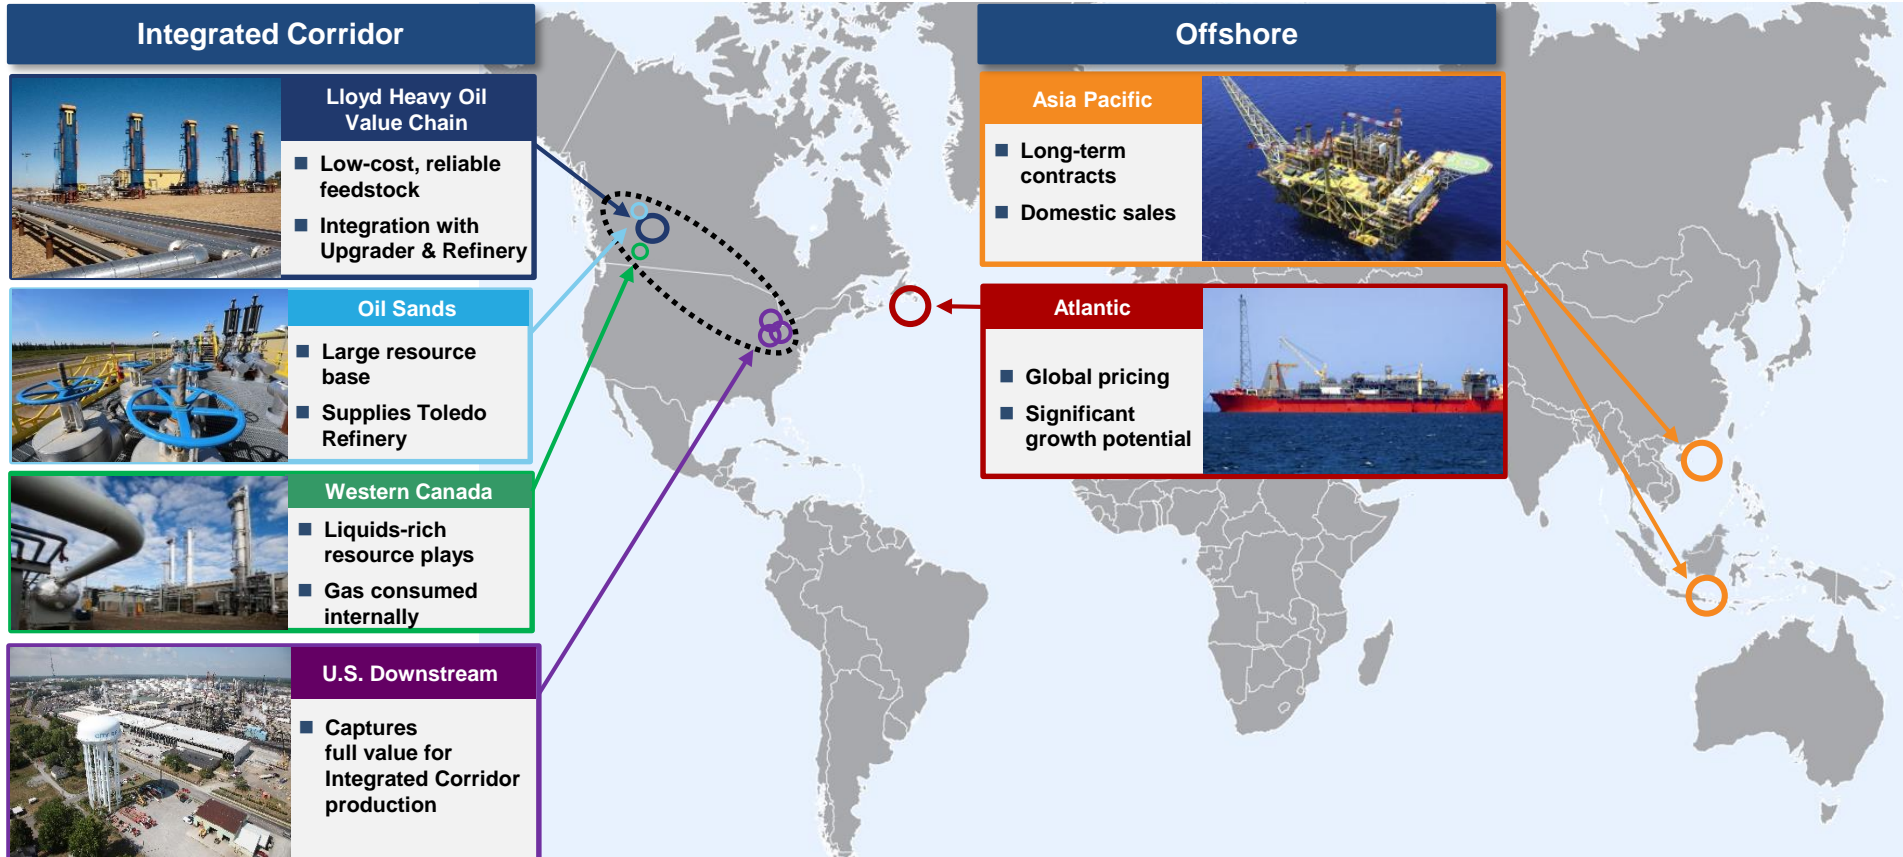 Integrated Corridor
Lloyd Heavy Oil
Value Chain
Low-cost, reliable
feedstock
Integration with
Upgrader & Refinery
Oil Sands
Large resource
base
Supplies Toledo
Refinery
Western Canada
Liquids-rich
resource plays
Gas consumed
internally
U.S. Downstream
Captures
full value for
Integrated Corridor
production
Offshore
Asia Pacific
Long-term
contracts
Domestic sales
Atlantic
Global pricing
Significant
growth potential